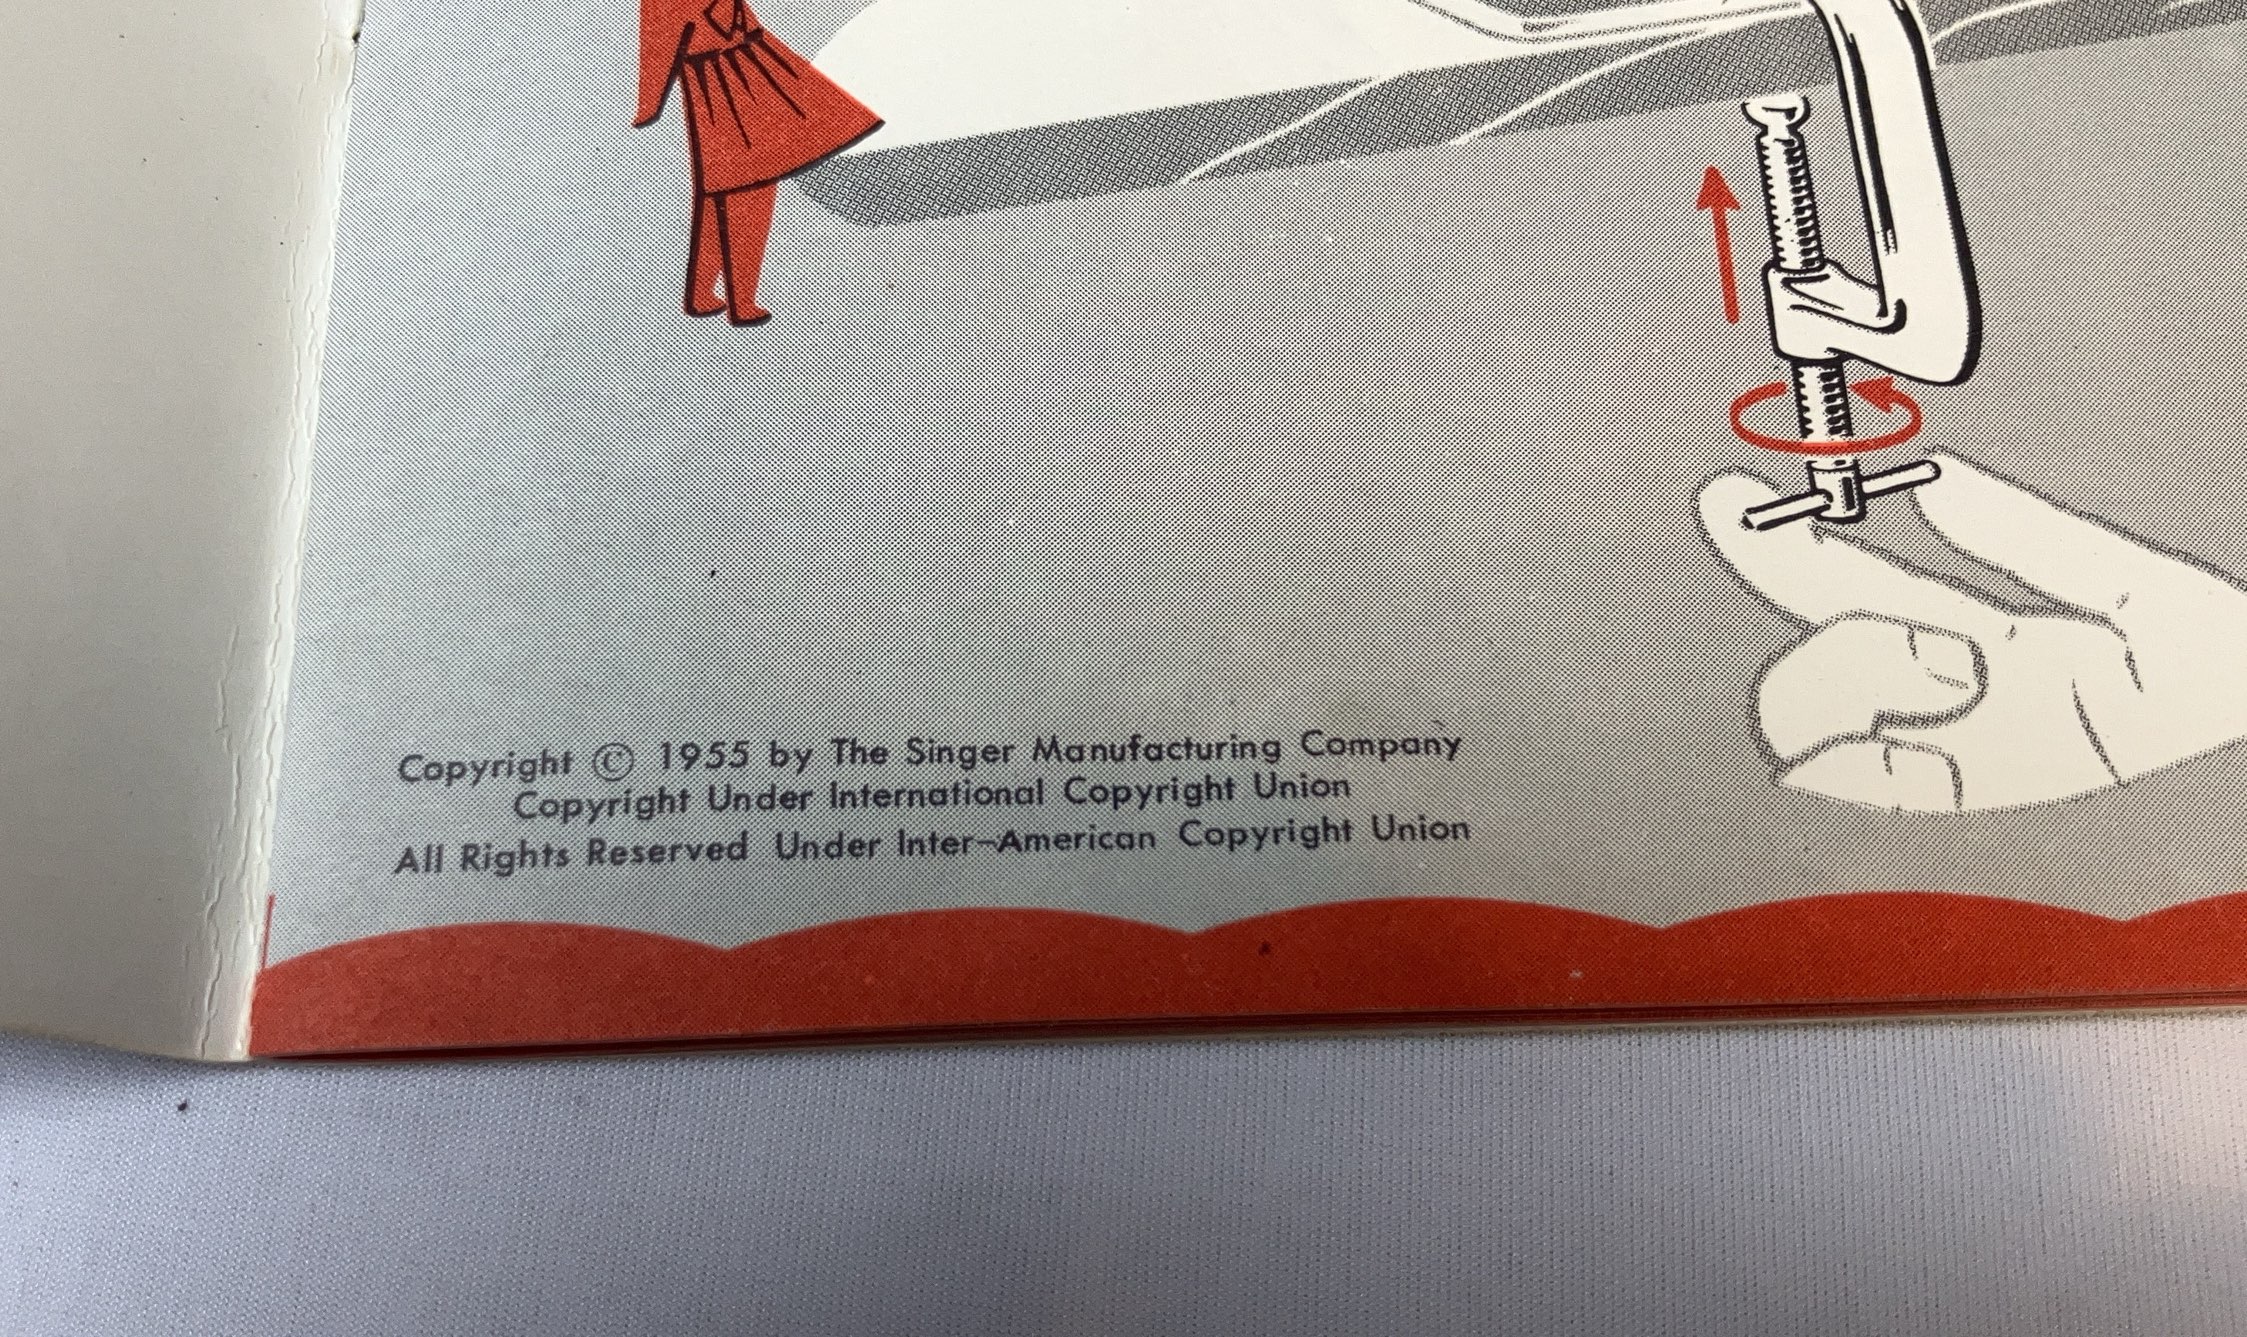 Copyright © 1955 by The Singer Manufacturing Company
Copyright Under International Copyright Union
All Rights Reserved Under Inter-American Copyright Union